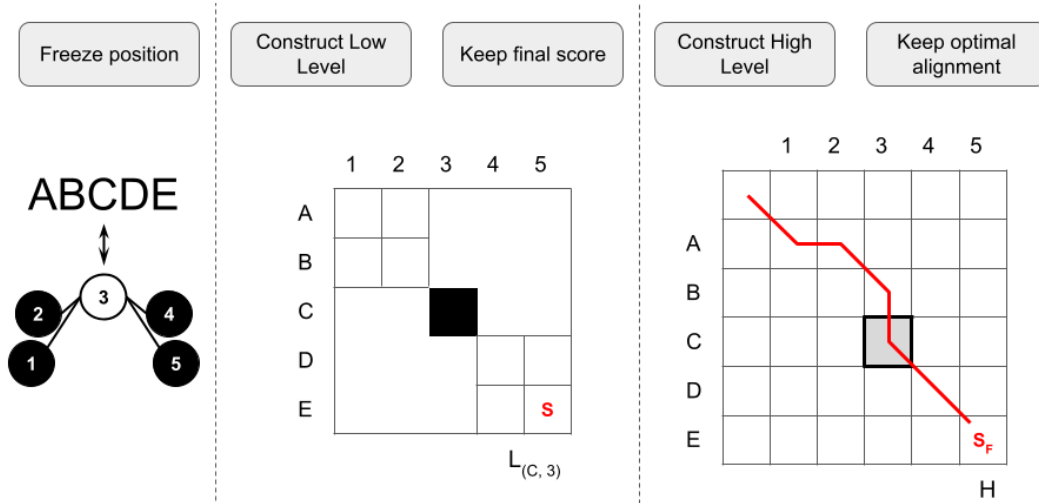 Freeze position
Construct Low
Level
Keep final score
Construct High
Level
Keep optimal
alignment
ABCDE
3
2
4
1
5
1 2 3 4 5
A
B
C
D
E
S
L(C, 3)
1 2 3 4 5
A
B
C
D
E
SF
H